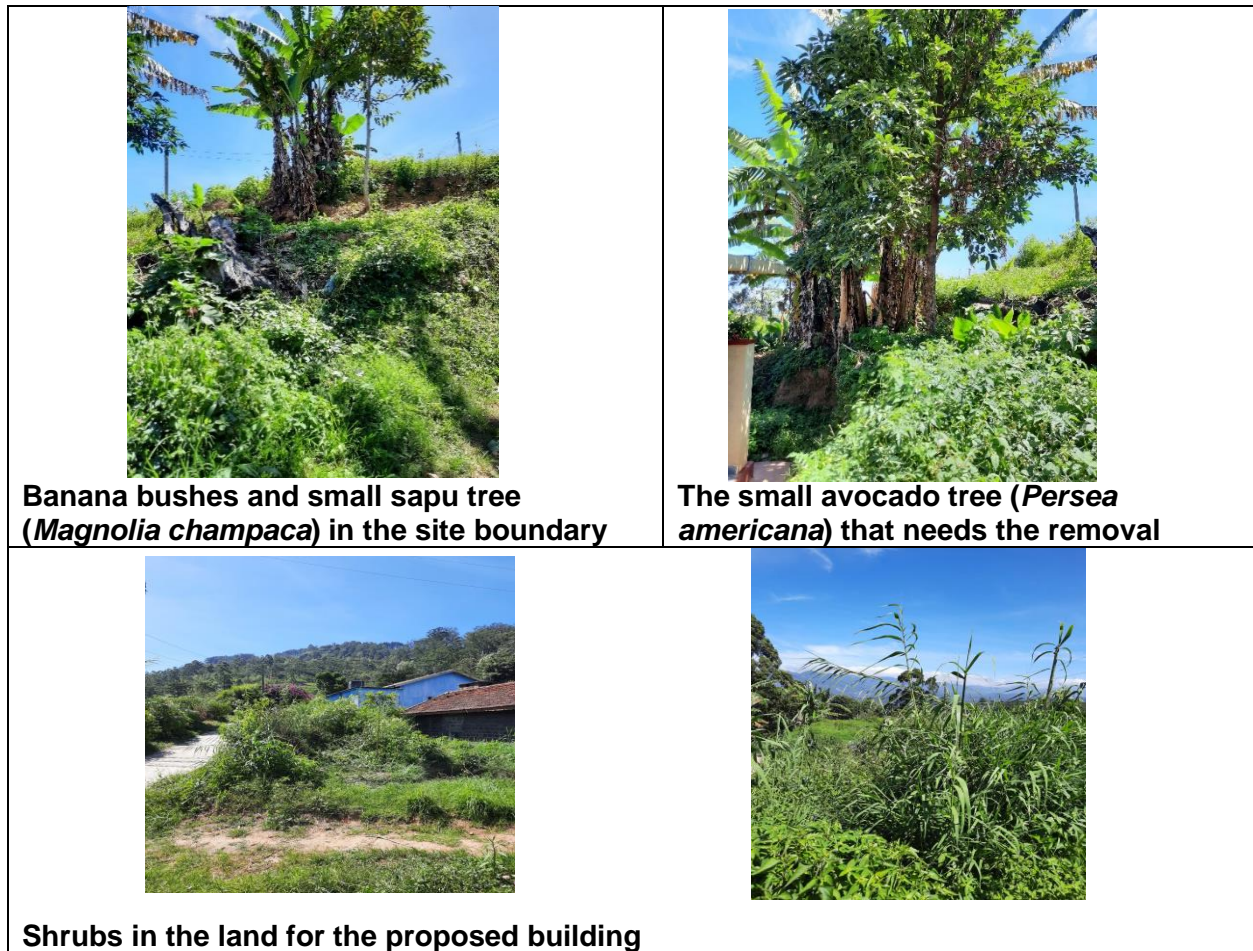 Banana bushes and small sapu tree
(Magnolia champaca) in the site boundary
The small avocado tree (Persea
americana) that needs the removal
Shrubs in the land for the proposed building